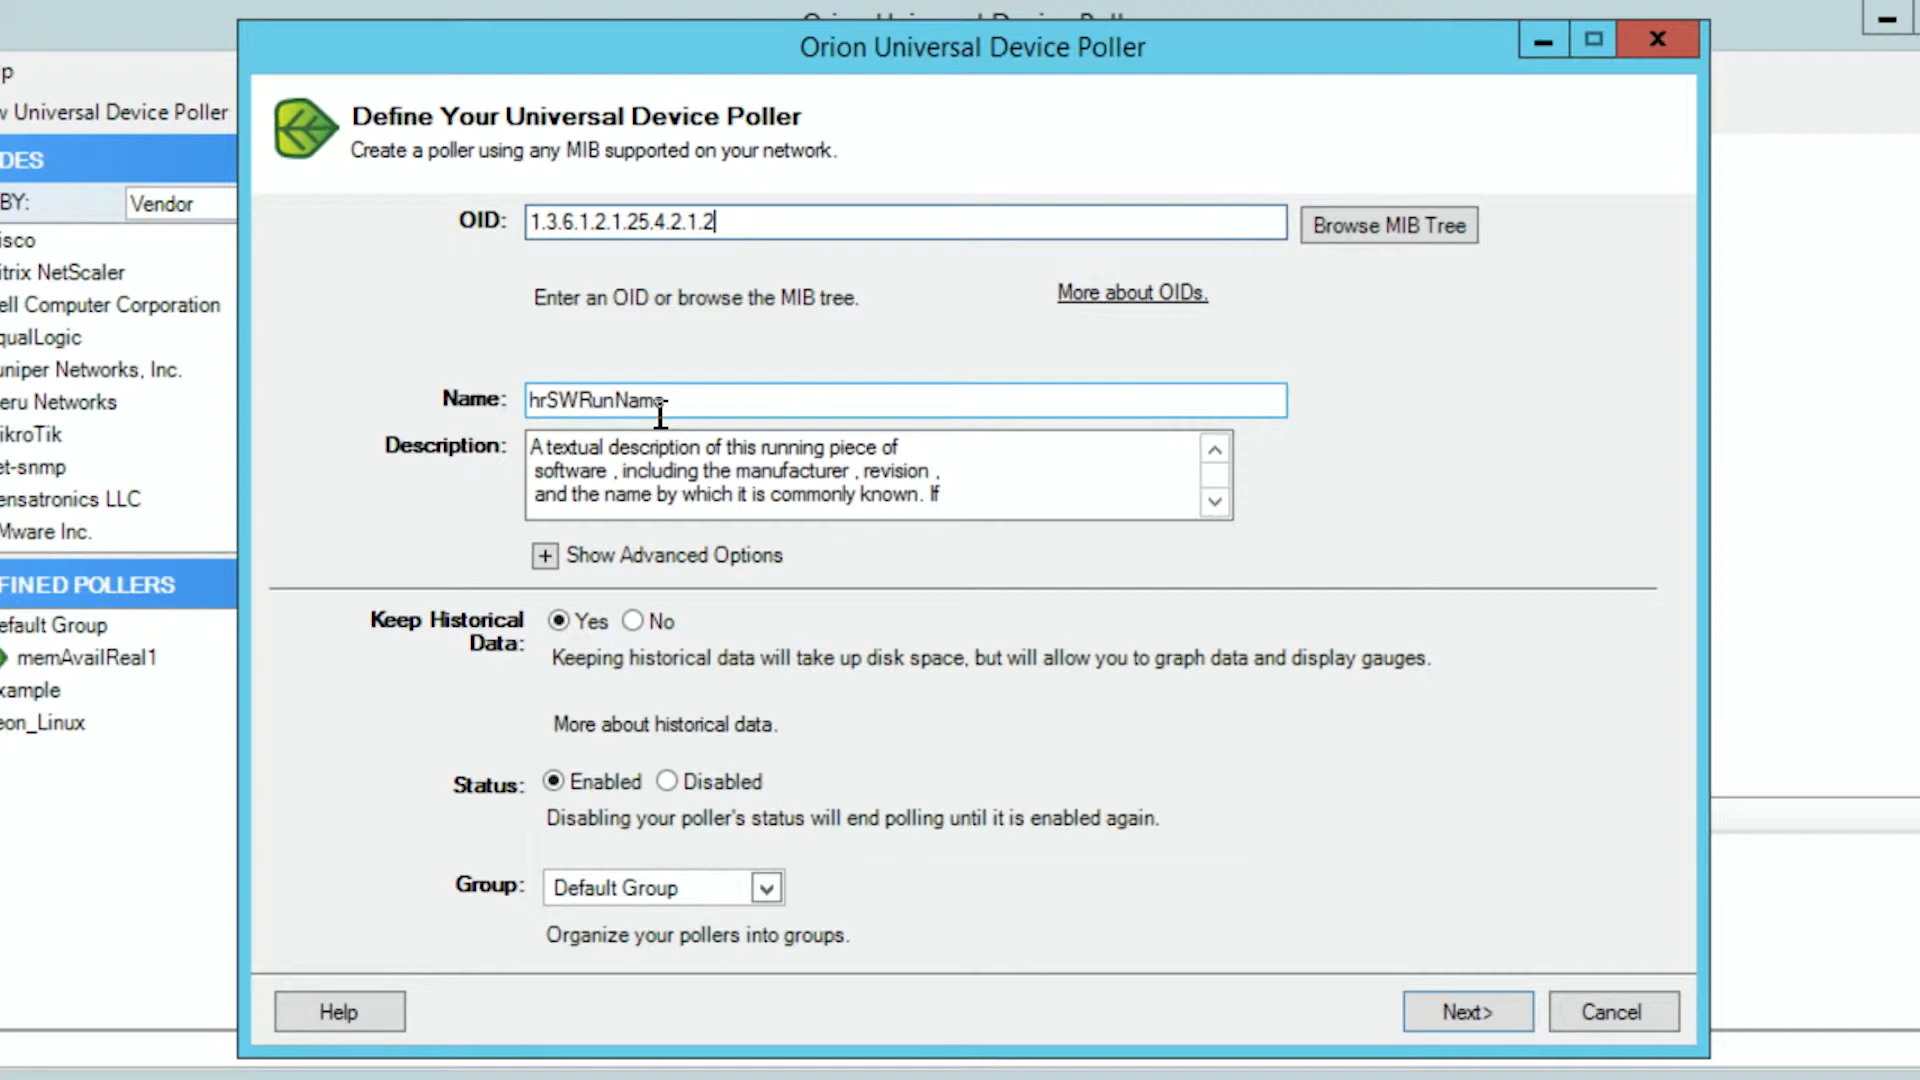 Orion Universal Device Poller
p
w Universal Device Poller
DES
BY:
Vendor
isco
itrix NetScaler
ell Computer Corporation
qualLogic
uniper Networks, Inc.
eru Networks
ikroTik
et-snmp
ensatronics LLC
Mware Inc.
FINED POLLERS
efault Group
memAvailReal1
xample
eon_Linux
Define Your Universal Device Poller
Create a poller using any MIB supported on your network.
OID:
1.3.6.1.2.1.25.4.2.1.2
Browse MIB Tree
Enter an OID or browse the MIB tree.
More about OIDs.
Name:
hrSWRunName
Description:
A textual description of this running piece of
software , including the manufacturer , revision ,
and the name by which it is commonly known. If
+ Show Advanced Options
Keep Historical
Data:
Yes No
Keeping historical data will take up disk space, but will allow you to graph data and display gauges.
More about historical data.
Status:
Enabled Disabled
Disabling your poller's status will end polling until it is enabled again.
Group:
Default Group
Organize your pollers into groups.
Help
Next>
Cancel